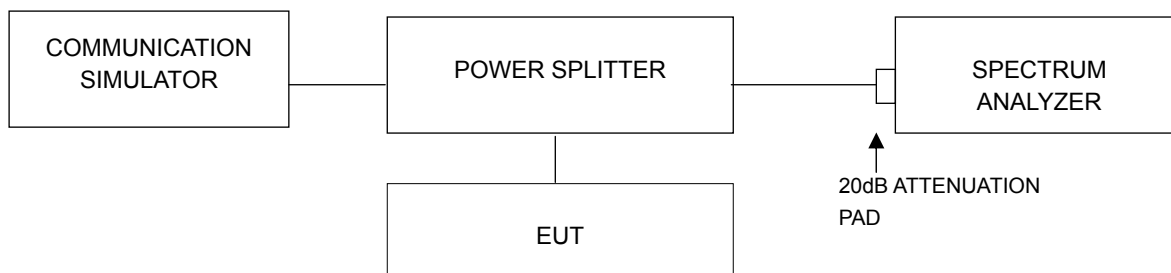 COMMUNICATION
SIMULATOR
POWER SPLITTER
SPECTRUM
ANALYZER
20dB ATTENUATION
PAD
EUT